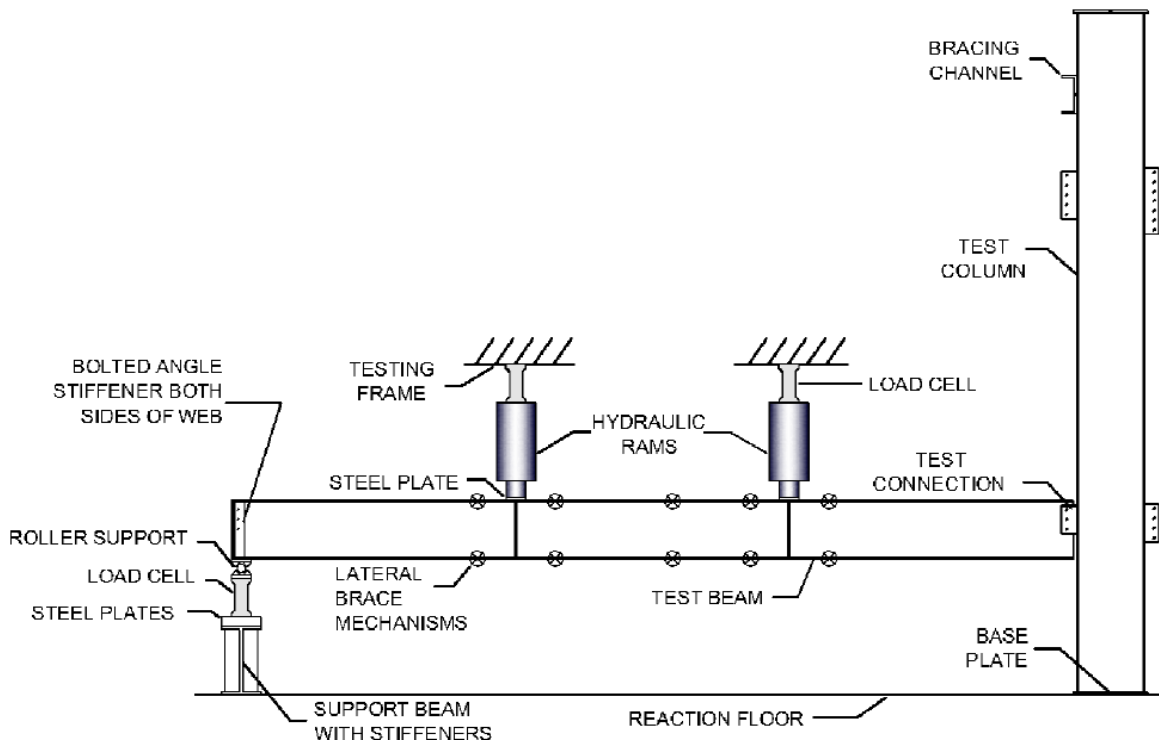 BRACING
CHANNEL
TEST
COLUMN
BOLTED ANGLE
STIFFENER BOTH
SIDES OF WEB
TESTING
FRAME
LOAD CELL
HYDRAULIC
RAMS
STEEL PLATE
TEST
CONNECTION
ROLLER SUPPORT
LOAD CELL
STEEL PLATES
LATERAL
BRACE
MECHANISMS
TEST BEAM
BASE
PLATE
SUPPORT BEAM
WITH STIFFENERS
REACTION FLOOR